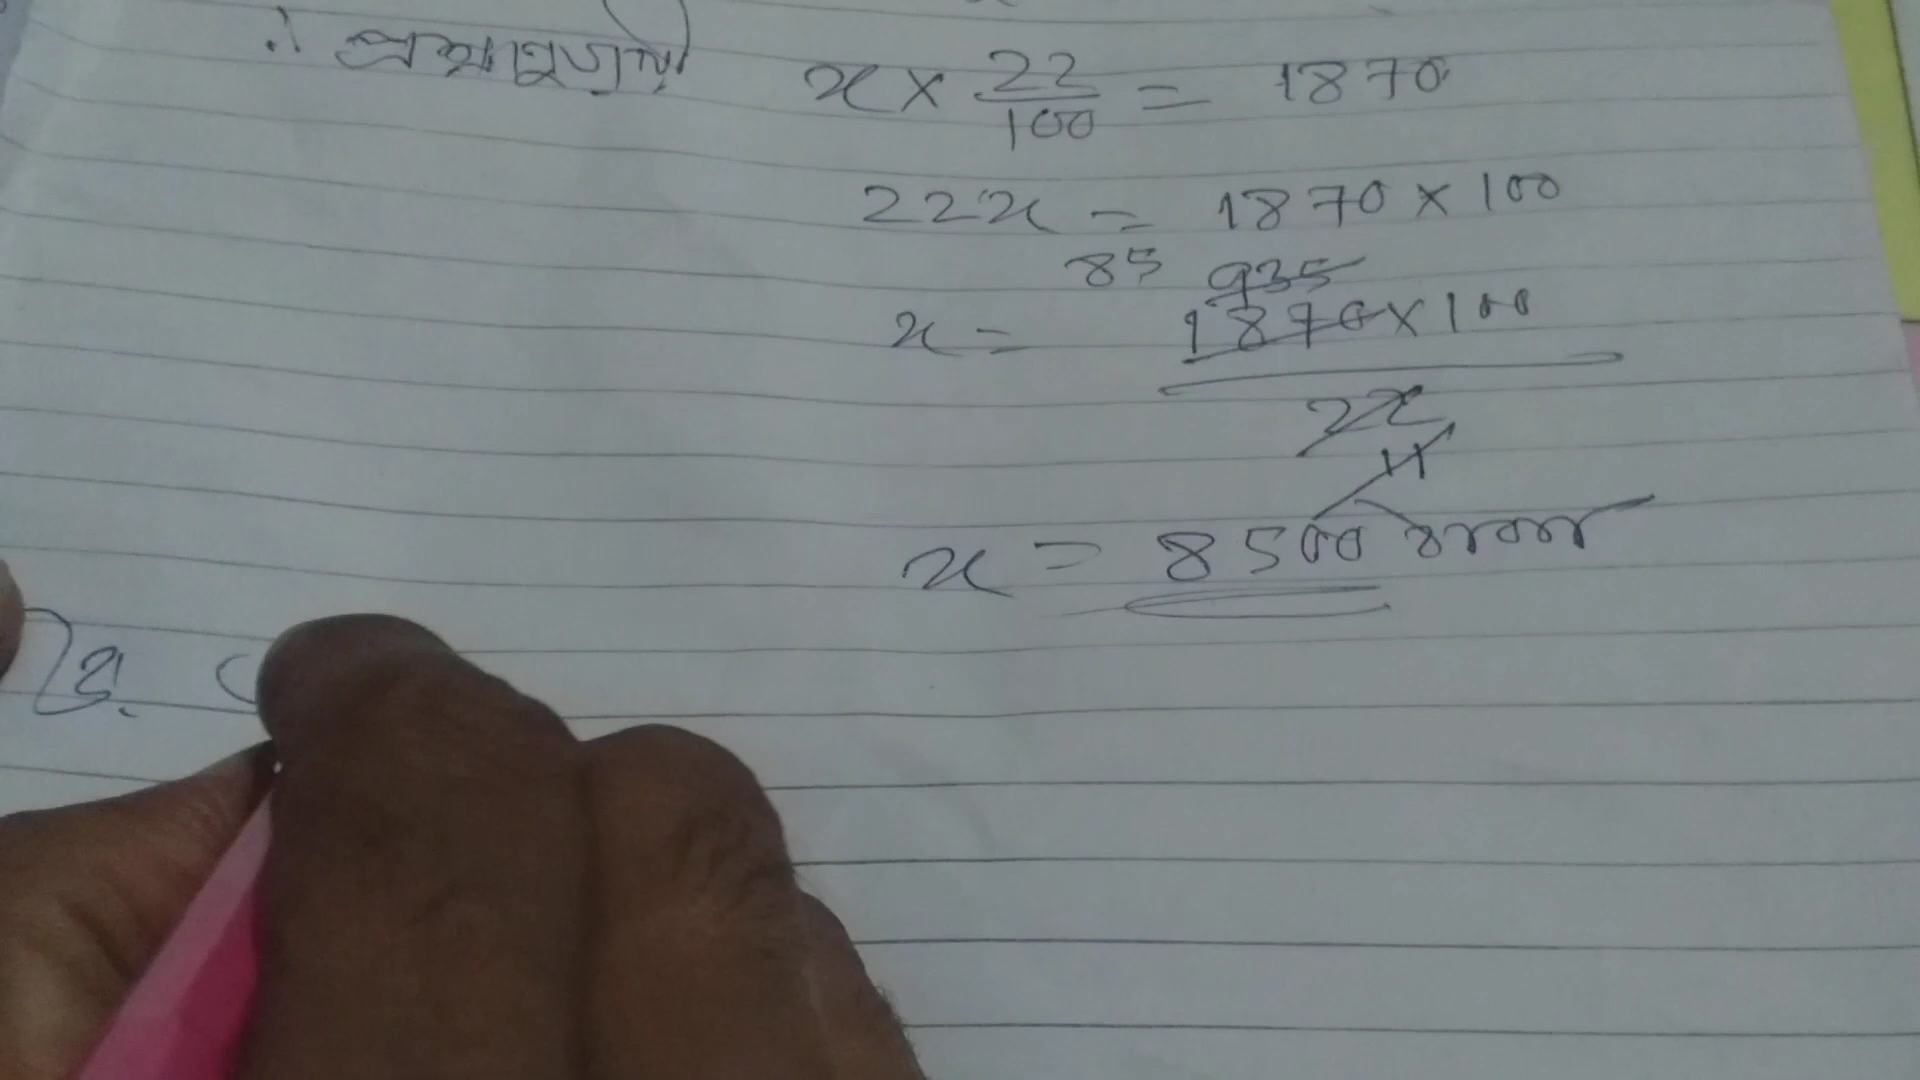 ∴ প্রশ্নানুযায়ী x × 22/100 = 1870
22x = 1870 × 100
85 935
x = 1870 × 100
22
11
x = 8500